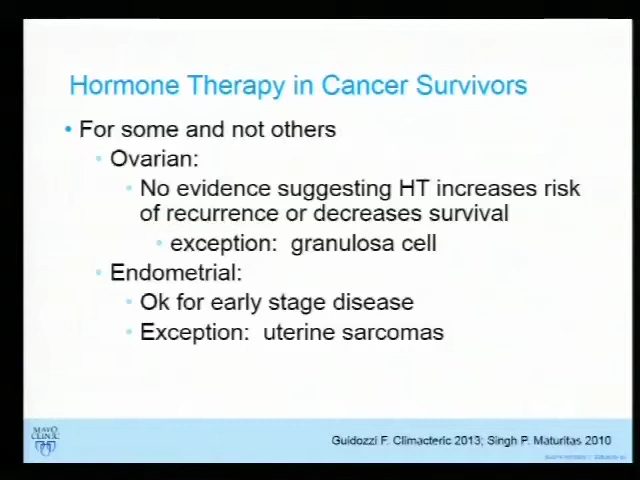 Hormone Therapy in Cancer Survivors
• For some and not others
• Ovarian:
• No evidence suggesting HT increases risk
of recurrence or decreases survival
• exception: granulosa cell
• Endometrial:
• Ok for early stage disease
• Exception: uterine sarcomas
MAYO
CLINIC
Guidozzi F. Climacteric 2013; Singh P. Maturitas 2010